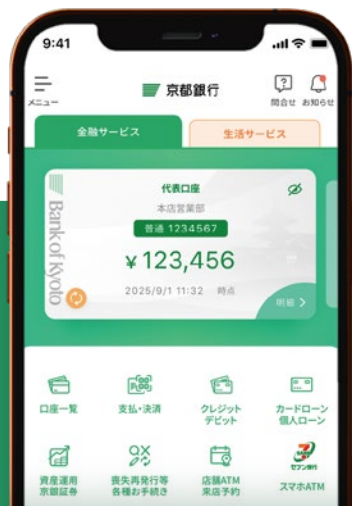 9:41
京都銀行
メニュー
問合せ
お知らせ
金融サービス
生活サービス
Bank of Kyoto
代表口座
本店営業部
普通 1234567
¥ 123,456
2025/9/1 11:32 時点
明細 >
口座一覧
支払・決済
クレジット
デビット
カードローン
個人ローン
資産運用
京銀証券
喪失再発行等
各種お手続き
店舗ATM
来店予約
セブン銀行
スマホATM